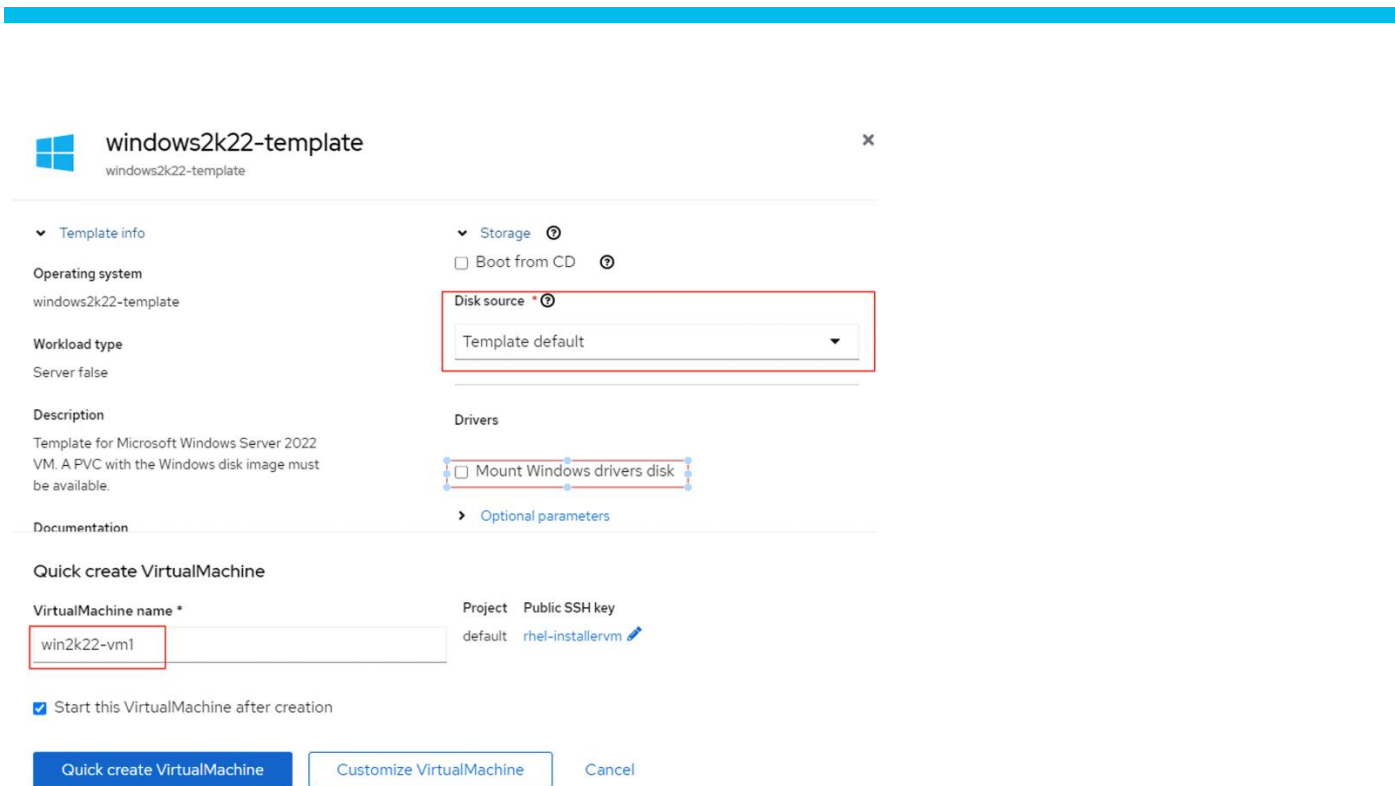 windows2k22-template
windows2k22-template
Template info
Operating system
windows2k22-template
Workload type
Server false
Description
Template for Microsoft Windows Server 2022
VM. A PVC with the Windows disk image must
be available.
Documentation
Storage
Boot from CD
Disk source *
Template default
Drivers
Mount Windows drivers disk
Optional parameters
Quick create VirtualMachine
VirtualMachine name *
win2k22-vm1
Project Public SSH key
default rhel-installervm
Start this VirtualMachine after creation
Quick create VirtualMachine Customize VirtualMachine Cancel